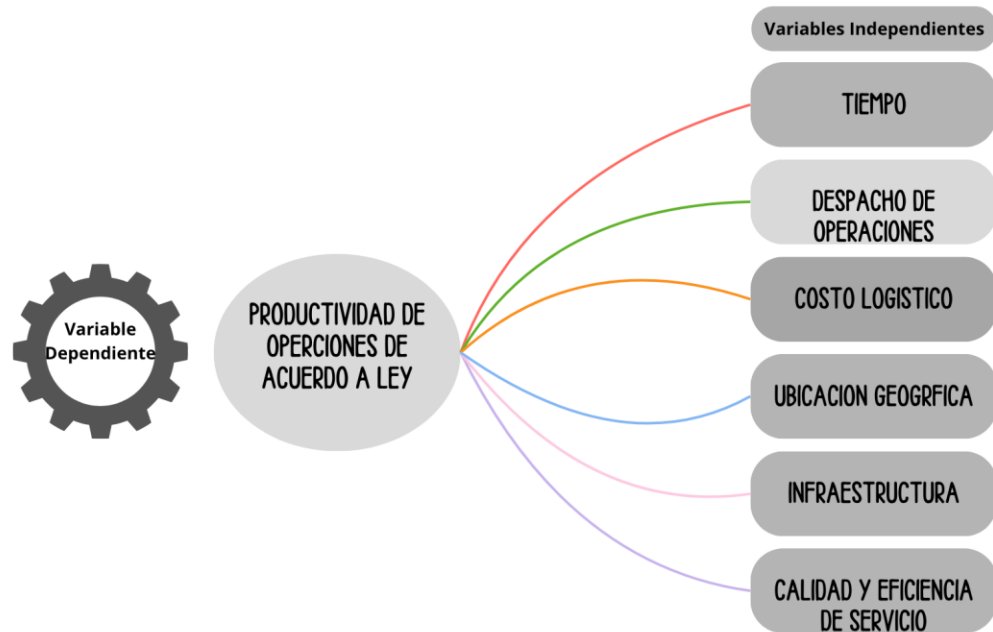 Variables Independientes
TIEMPO
DESPACHO DE
OPERACIONES
COSTO LOGISTICO
Variable
Dependiente
PRODUCTIVIDAD DE
OPERCIONES DE
ACUERDO A LEY
UBICACION GEOGRFICA
INFRAESTRUCTURA
CALIDAD Y EFICIENCIA
DE SERVICIO